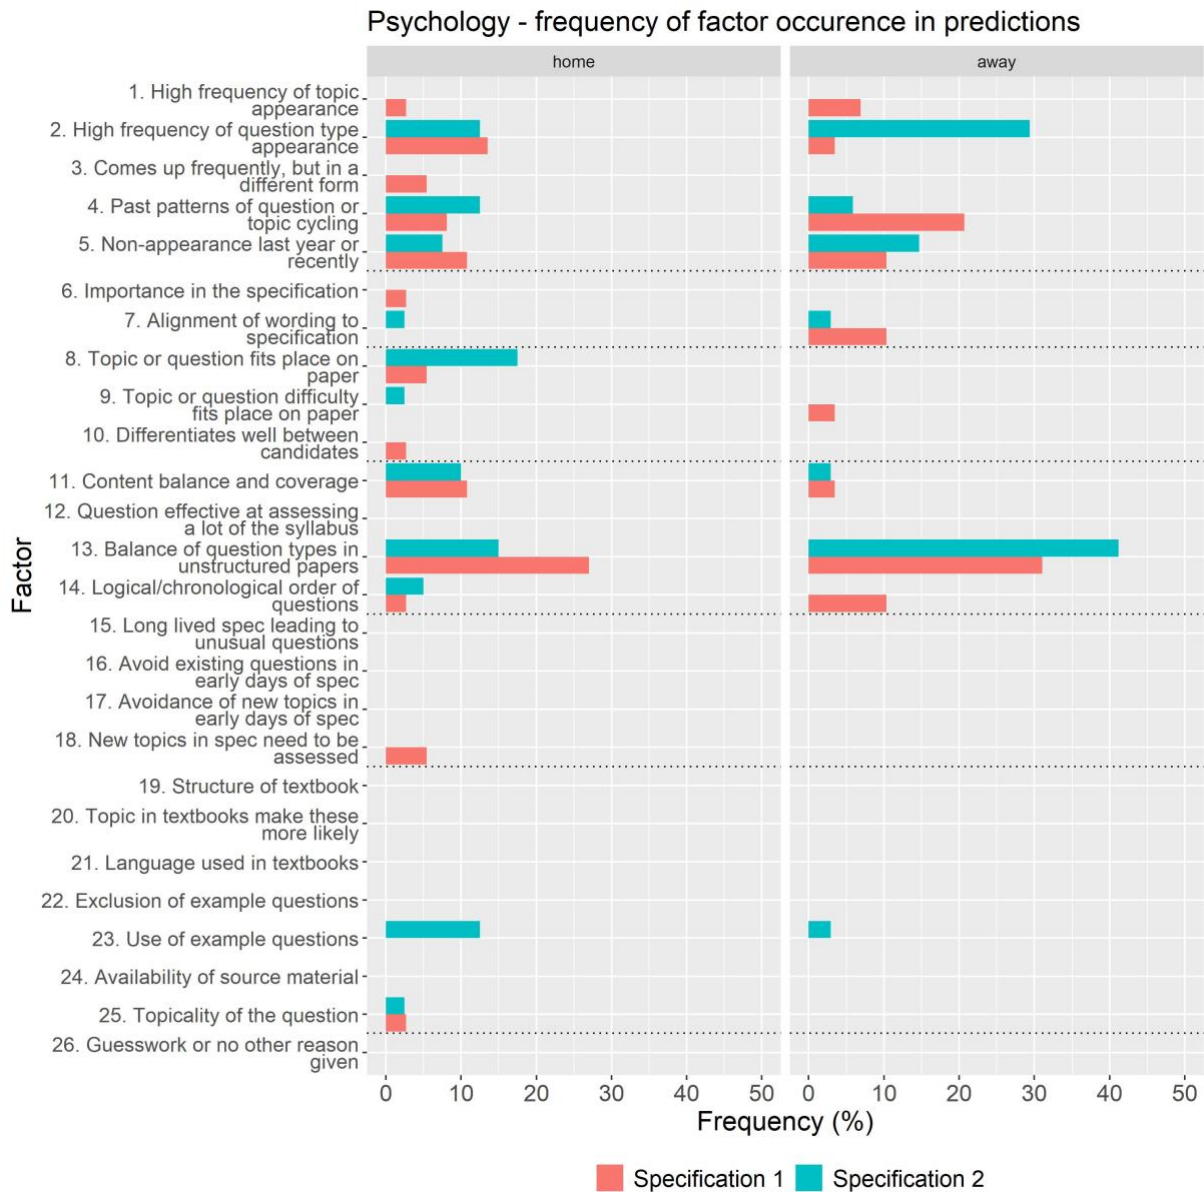 Psychology - frequency of factor occurence in predictions
home
away
1. High frequency of topic
appearance
2. High frequency of question type
appearance
3. Comes up frequently, but in a
different form
4. Past patterns of question or
topic cycling
5. Non-appearance last year or
recently
6. Importance in the specification
7. Alignment of wording to
specification
8. Topic or question fits place on
paper
9. Topic or question difficulty
fits place on paper
10. Differentiates well between
candidates
11. Content balance and coverage
12. Question effective at assessing
a lot of the syllabus
13. Balance of question types in
unstructured papers
14. Logical/chronological order of
questions
15. Long lived spec leading to
unusual questions
16. Avoid existing questions in
early days of spec
17. Avoidance of new topics in
early days of spec
18. New topics in spec need to be
assessed
19. Structure of textbook
20. Topic in textbooks make these
more likely
21. Language used in textbooks
22. Exclusion of example questions
23. Use of example questions
24. Availability of source material
25. Topicality of the question
26. Guesswork or no other reason
given
Factor
0 10 20 30 40 50
0 10 20 30 40 50
Frequency (%)
Specification 1
Specification 2